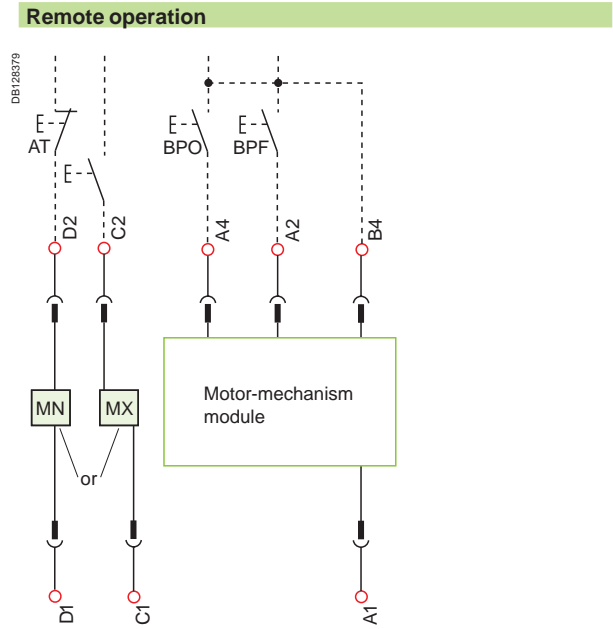 Remote operation
DB128379
AT
BPO
BPF
D2
C2
A4
A2
B4
MN
MX
Motor-mechanism
module
or
D1
C1
A1